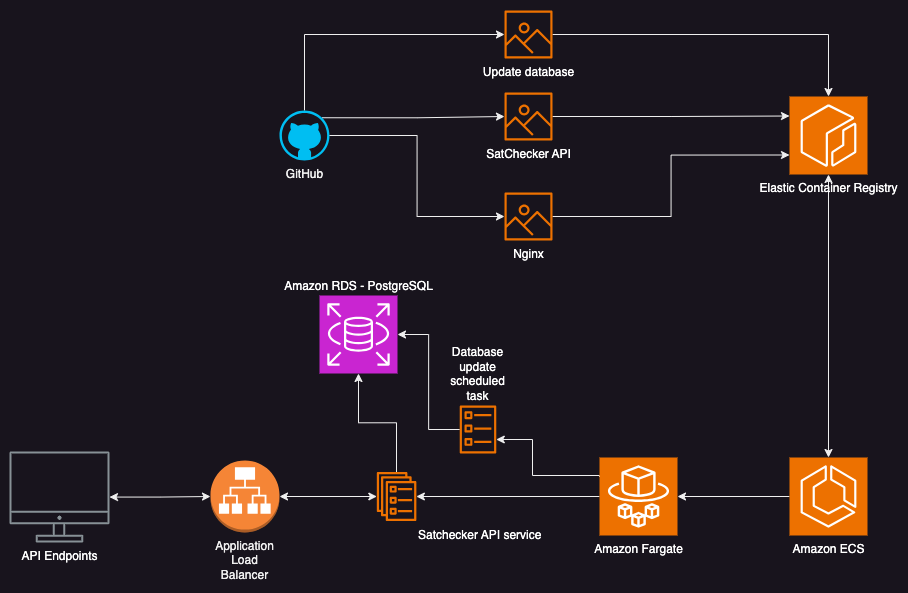 Update database
SatChecker API
GitHub
Elastic Container Registry
Nginx
Amazon RDS - PostgreSQL
Database
update
scheduled
task
Satchecker API service
Application
Load
Balancer
API Endpoints
Amazon Fargate
Amazon ECS